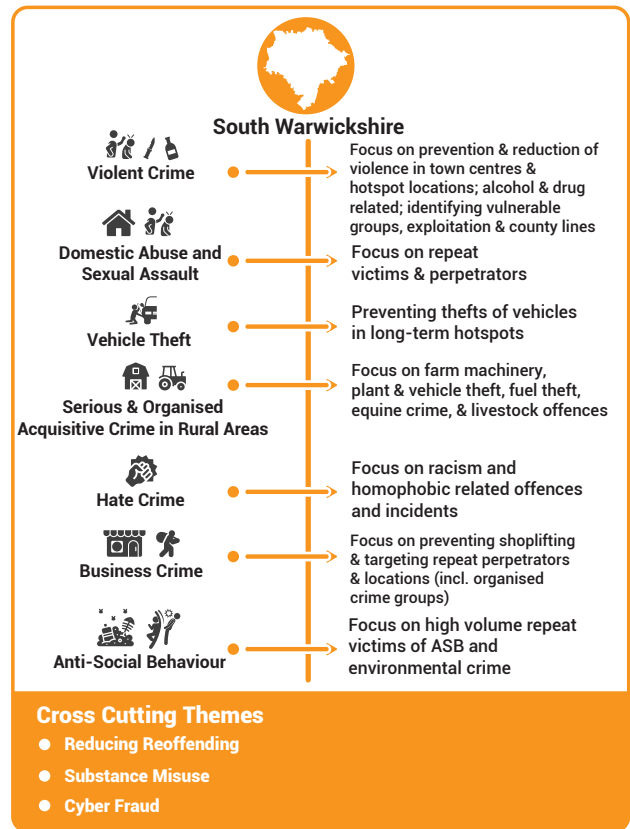 South Warwickshire
Violent Crime
Focus on prevention & reduction of
violence in town centres &
hotspot locations; alcohol & drug
related; identifying vulnerable
groups, exploitation & county lines
Domestic Abuse and
Sexual Assault
Focus on repeat
victims & perpetrators
Vehicle Theft
Preventing thefts of vehicles
in long-term hotspots
Serious & Organised
Acquisitive Crime in Rural Areas
Focus on farm machinery,
plant & vehicle theft, fuel theft,
equine crime, & livestock offences
Hate Crime
Focus on racism and
homophobic related offences
and incidents
Business Crime
Focus on preventing shoplifting
& targeting repeat perpetrators
& locations (incl. organised
crime groups)
Anti-Social Behaviour
Focus on high volume repeat
victims of ASB and
environmental crime
Cross Cutting Themes
Reducing Reoffending
Substance Misuse
Cyber Fraud